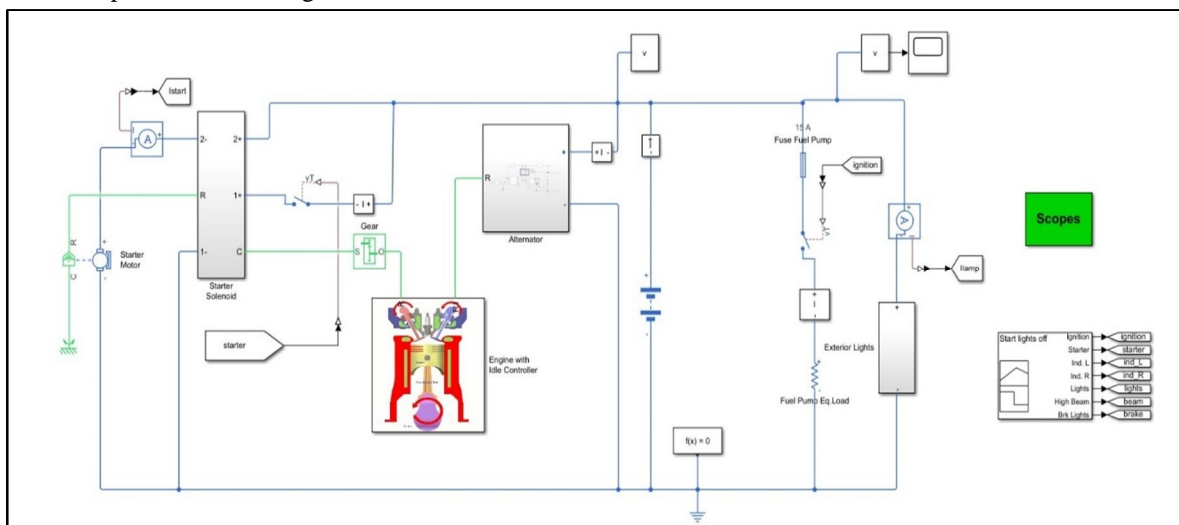 v
v
Istart
15 A
Fuse Fuel Pump
A
2-
2+
+
+ I -
I
ignition
vT
R
R
1+
- I +
-
vT
Scopes
Gear
Alternator
A
R
C
+
-
Starter
Motor
1-
C
S
O
Starter
Solenoid
Ilamp
+
-
+
I
starter
Engine with
Idle Controller
Exterior Lights
Start lights off
Ignition
ignition
Starter
starter
Ind. L
ind_L
Ind. R
ind_R
Lights
lights
High Beam
beam
Brk Lights
brake
Fuel Pump Eq.Load
f(x) = 0